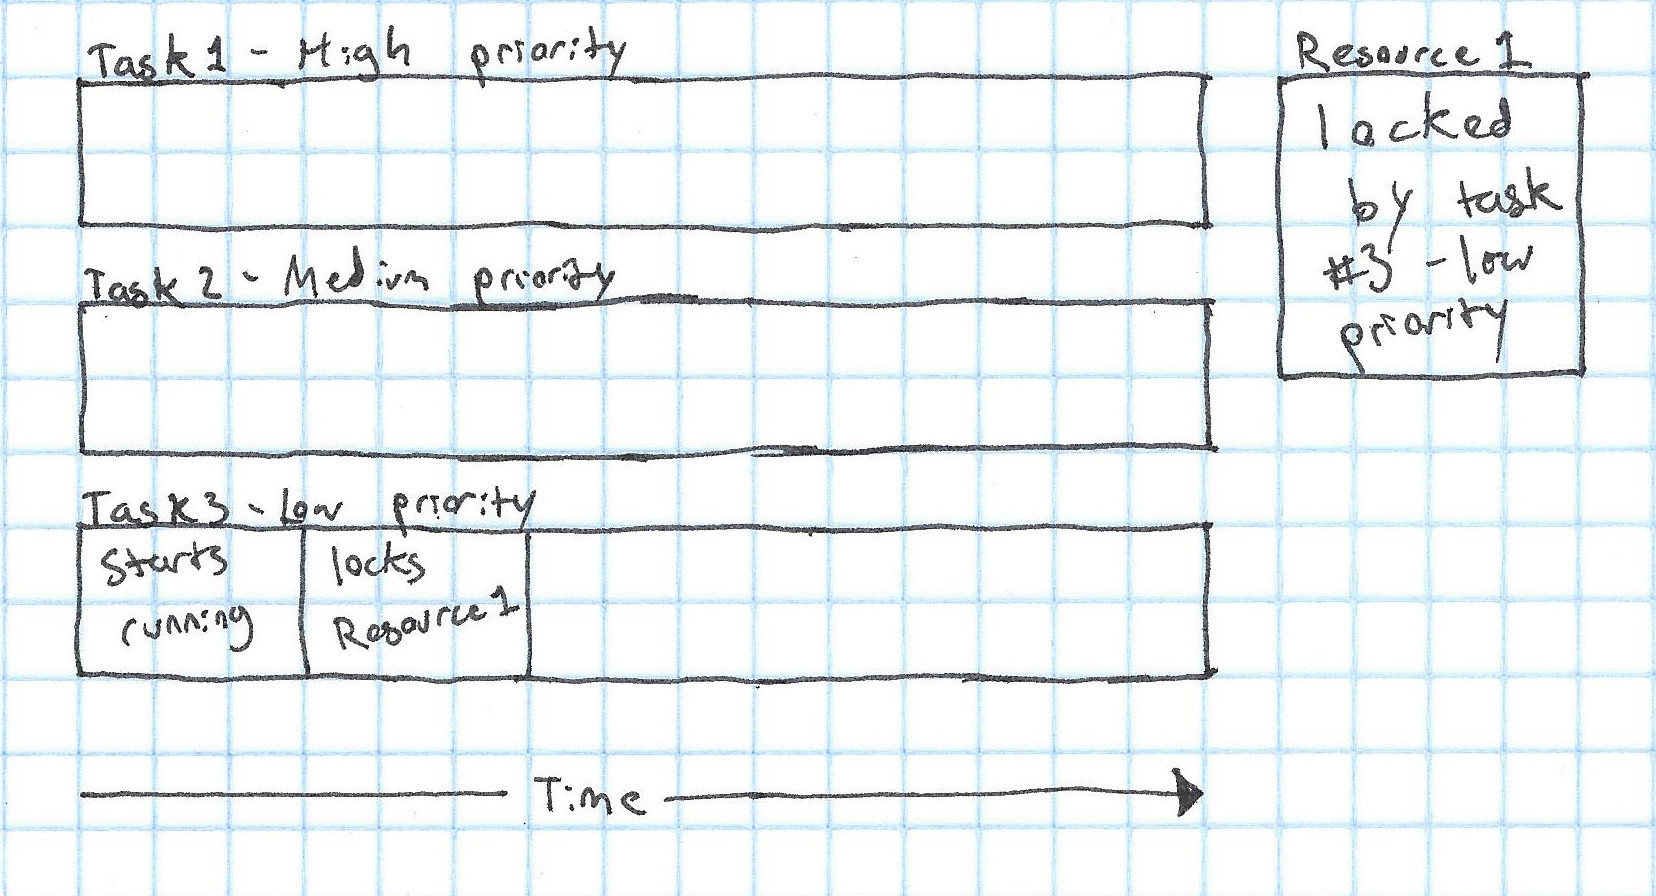 Task 1 - High priority
Resource 1
locked
by task
#3 - low
priority
Task 2 - Medium priority
Task 3 - Low priority
Starts
running
locks
Resource 1
Time